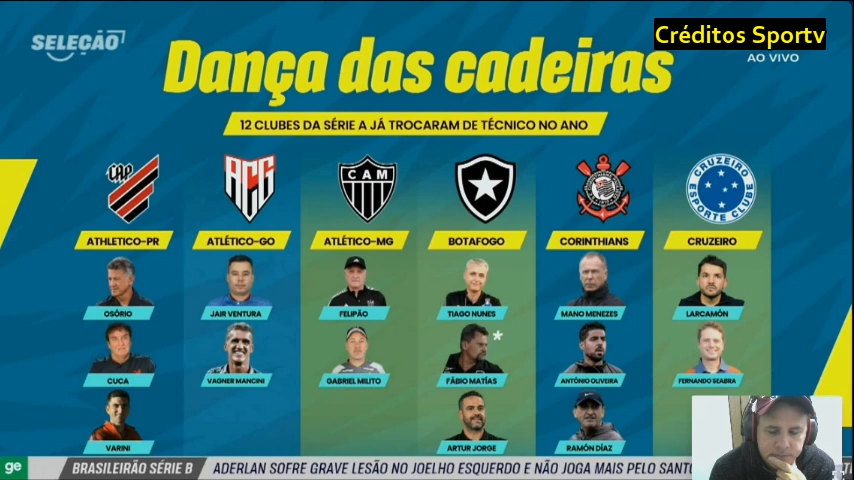 SELEÇÃO
Créditos Sportv
AO VIVO
Dança das cadeiras
12 CLUBES DA SÉRIE A JÁ TROCARAM DE TÉCNICO NO ANO
CAP
ACG
CAM
CRUZEIRO ESPORTE CLUBE
ATHLETICO-PR
ATLÉTICO-GO
ATLÉTICO-MG
BOTAFOGO
CORINTHIANS
CRUZEIRO
OSÓRIO
JAIR VENTURA
FELIPÃO
TIAGO NUNES
MANO MENEZES
LARCAMÓN
*
CUCA
VAGNER MANCINI
GABRIEL MILITO
FÁBIO MATÍAS
ANTÓNIO OLIVEIRA
FERNANDO SEABRA
VARINI
ARTUR JORGE
RAMÓN DÍAZ
ge BRASILEIRÃO SÉRIE B ADERLAN SOFRE GRAVE LESÃO NO JOELHO ESQUERDO E NÃO JOGA MAIS PELO SANTO